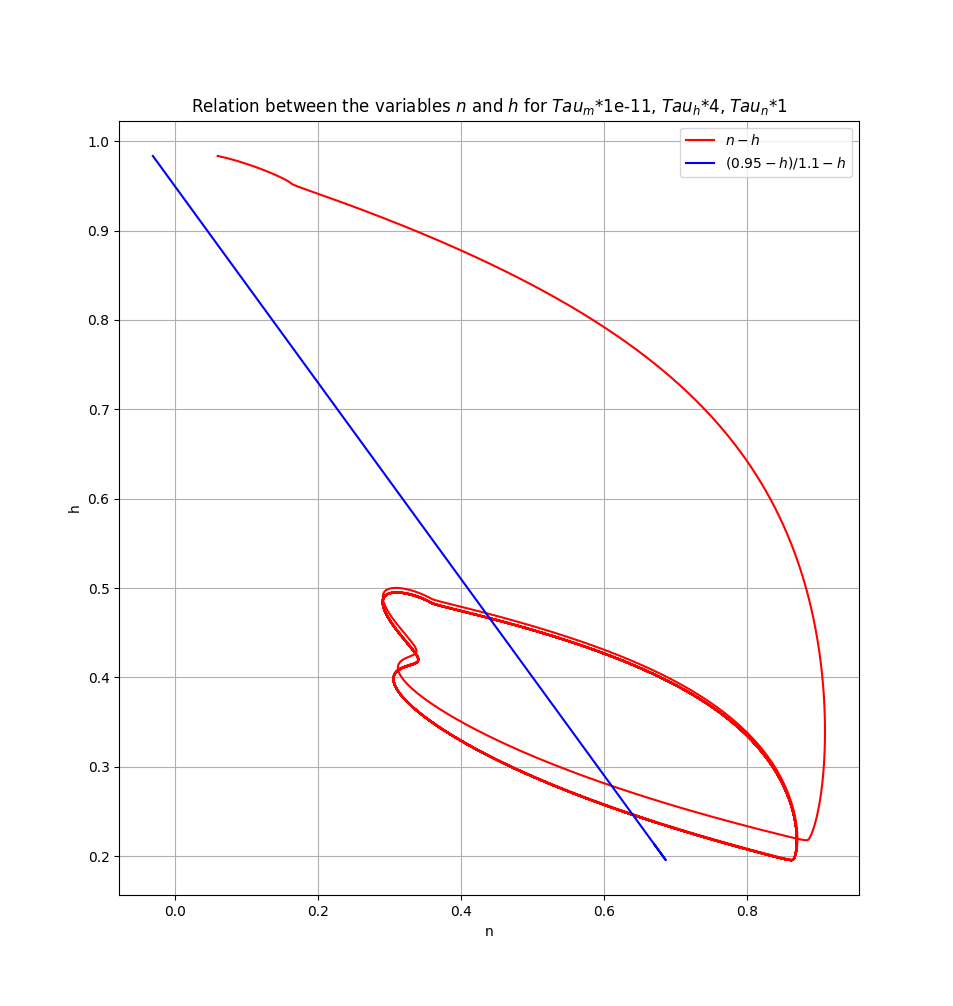 Relation between the variables n and h for Tau_m*1e-11, Tau_h*4, Tau_n*1
n − h
(0.95 − h)/1.1 − h
1.0
0.9
0.8
0.7
0.6
0.5
0.4
0.3
0.2
h
0.0 0.2 0.4 0.6 0.8
n